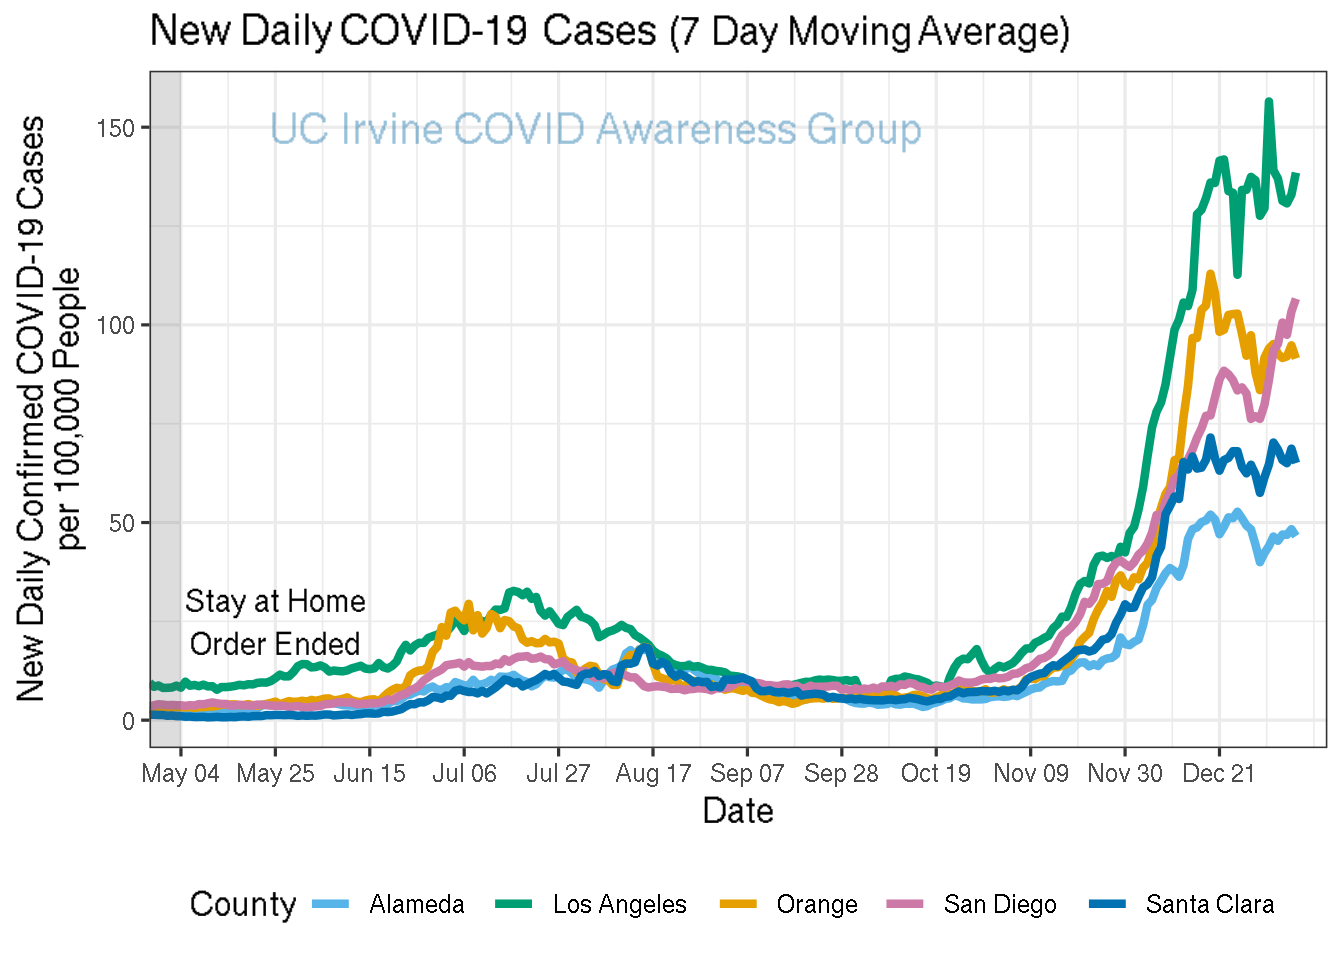 New Daily COVID-19 Cases (7 Day Moving Average)
UC Irvine COVID Awareness Group
New Daily Confirmed COVID-19 Cases
per 100,000 People
150
100
50
0
Stay at Home
Order Ended
May 04 May 25 Jun 15 Jul 06 Jul 27 Aug 17 Sep 07 Sep 28 Oct 19 Nov 09 Nov 30 Dec 21
Date
County Alameda Los Angeles Orange San Diego Santa Clara